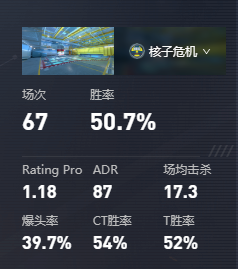 核子危机
场次 胜率
67 50.7%
Rating Pro ADR 场均击杀
1.18 87 17.3
爆头率 CT胜率 T胜率
39.7% 54% 52%